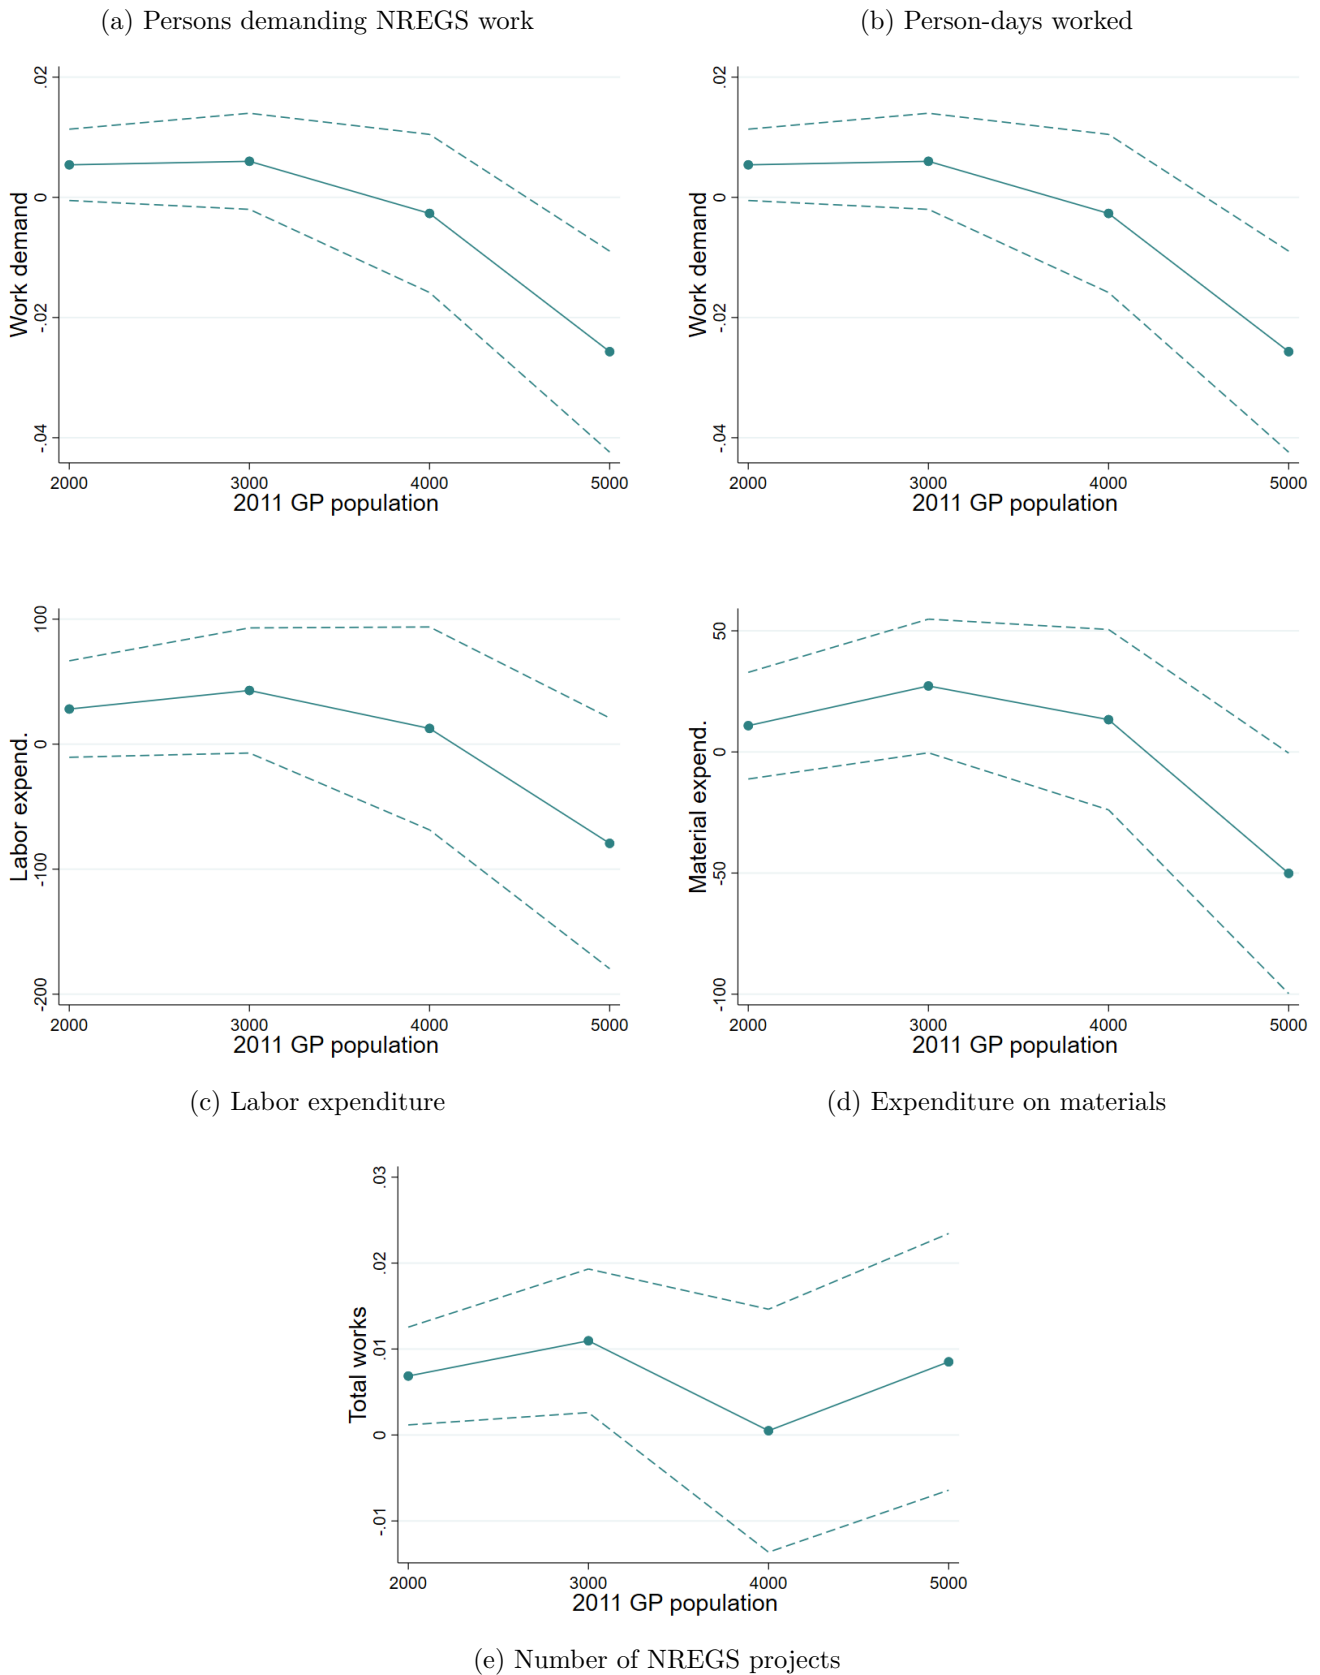 (a) Persons demanding NREGS work
(b) Person-days worked
.02
0
-.02
-.04
Work demand
2000 3000 4000 5000
2011 GP population
.02
0
-.02
-.04
Work demand
2000 3000 4000 5000
2011 GP population
100
0
-100
-200
Labor expend.
2000 3000 4000 5000
2011 GP population
50
0
-50
-100
Material expend.
2000 3000 4000 5000
2011 GP population
(c) Labor expenditure
(d) Expenditure on materials
.03
.02
.01
0
-.01
Total works
2000 3000 4000 5000
2011 GP population
(e) Number of NREGS projects